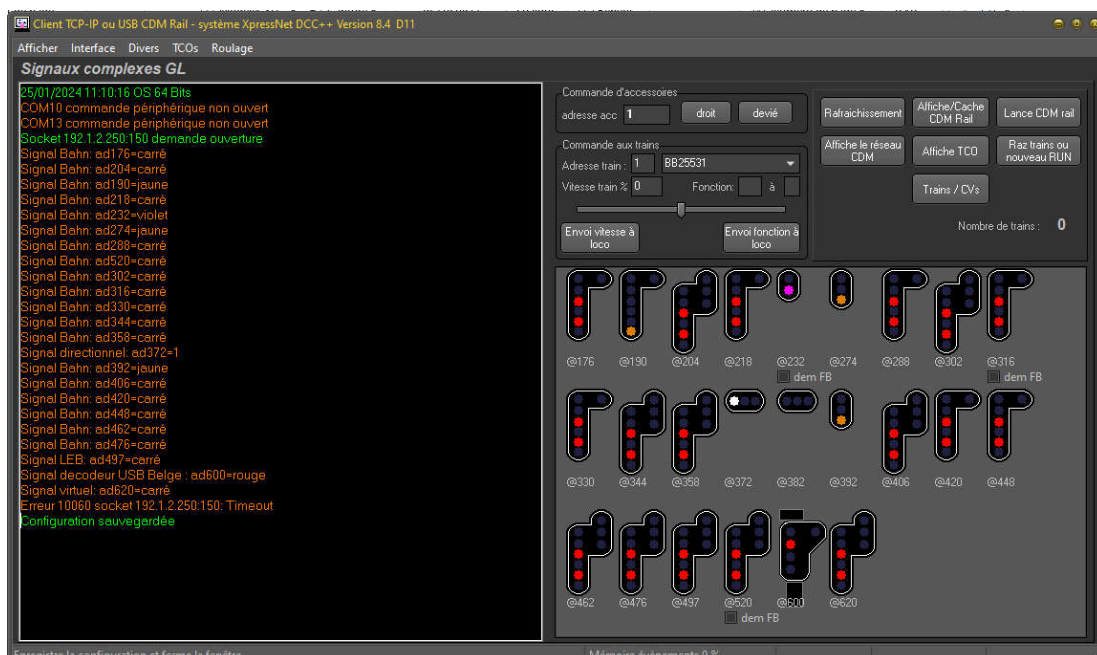 Client TCP-IP ou USB CDM Rail - système XpressNet DCC++ Version 8.4 D11
Afficher Interface Divers TCOs Roulage
Signaux complexes GL
25/01/2024 11:10:16 OS 64 Bits
COM10 commande périphérique non ouvert
COM13 commande périphérique non ouvert
Socket 192.1.2.250:150 demande ouverture
Signal Bahn: ad176=carré
Signal Bahn: ad204=carré
Signal Bahn: ad190=jaune
Signal Bahn: ad218=carré
Signal Bahn: ad232=violet
Signal Bahn: ad274=jaune
Signal Bahn: ad288=carré
Signal Bahn: ad520=carré
Signal Bahn: ad302=carré
Signal Bahn: ad316=carré
Signal Bahn: ad330=carré
Signal Bahn: ad344=carré
Signal Bahn: ad358=carré
Signal directionnel: ad372=1
Signal Bahn: ad392=jaune
Signal Bahn: ad406=carré
Signal Bahn: ad420=carré
Signal Bahn: ad448=carré
Signal Bahn: ad462=carré
Signal Bahn: ad476=carré
Signal LEB: ad497=carré
Signal decodeur USB Belge : ad600=rouge
Signal virtuel: ad620=carré
Erreur 10060 socket 192.1.2.250:150: Timeout
Configuration sauvegardée
Commande d'accessoires
adresse acc 1 droit devié
Commande aux trains
Adresse train : 1 BB25531
Vitesse train % 0 Fonction: à
Envoi vitesse à
loco
Envoi fonction à
loco
Rafraichissement
Affiche/Cache
CDM Rail
Lance CDM rail
Affiche le réseau
CDM
Affiche TCO
Raz trains ou
nouveau RUN
Trains / CVs
Nombre de trains : 0
@176 @190 @204 @218 @232 @274 @288 @302 @316
dem FB dem FB
@330 @344 @358 @372 @382 @392 @406 @420 @448
@462 @476 @497 @520 @600 @620
dem FB
Enregistre la configuration et ferme la fenêtre
Mémoire évènements 0 %